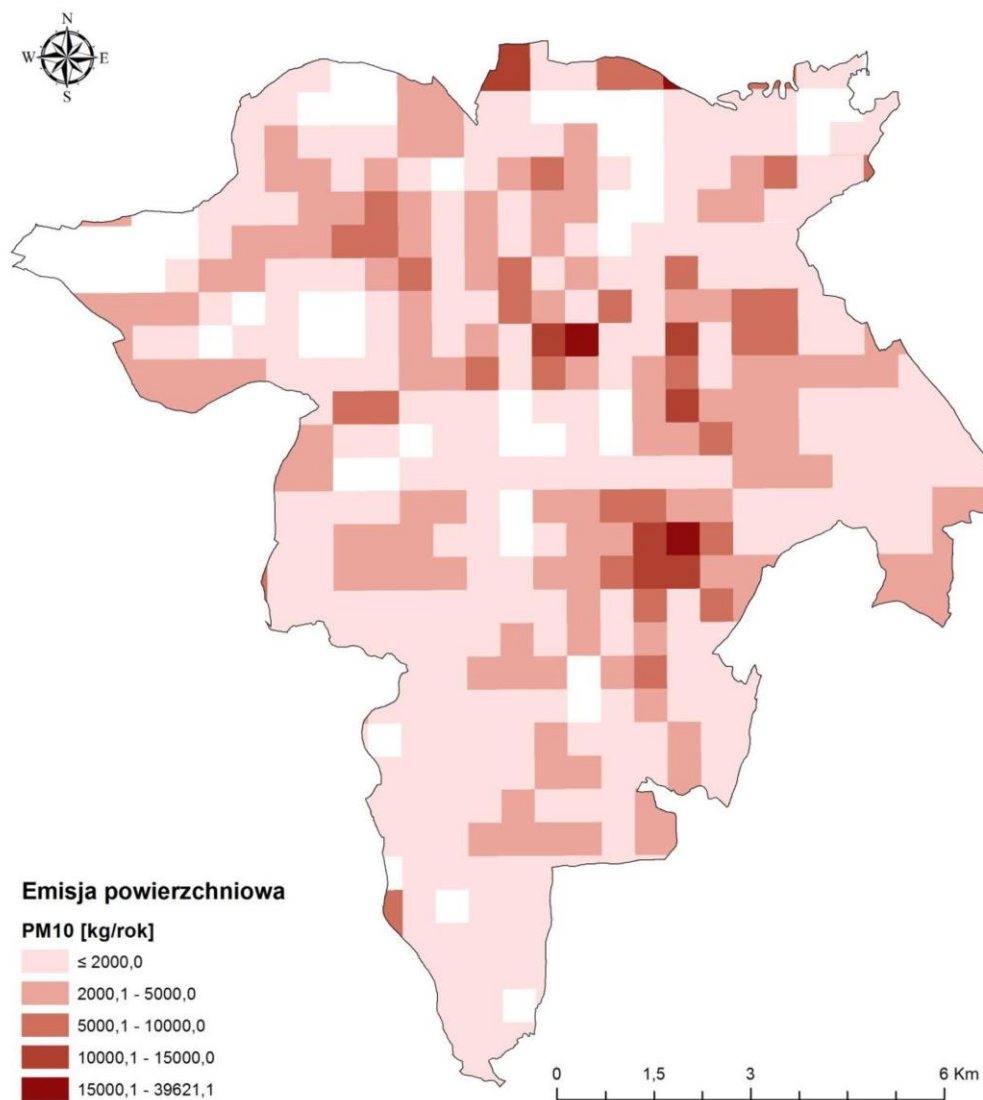 N
W E
S
Emisja powierzchniowa
PM10 [kg/rok]
≤ 2000,0
2000,1 - 5000,0
5000,1 - 10000,0
10000,1 - 15000,0
15000,1 - 39621,1
0 1,5 3 6 Km